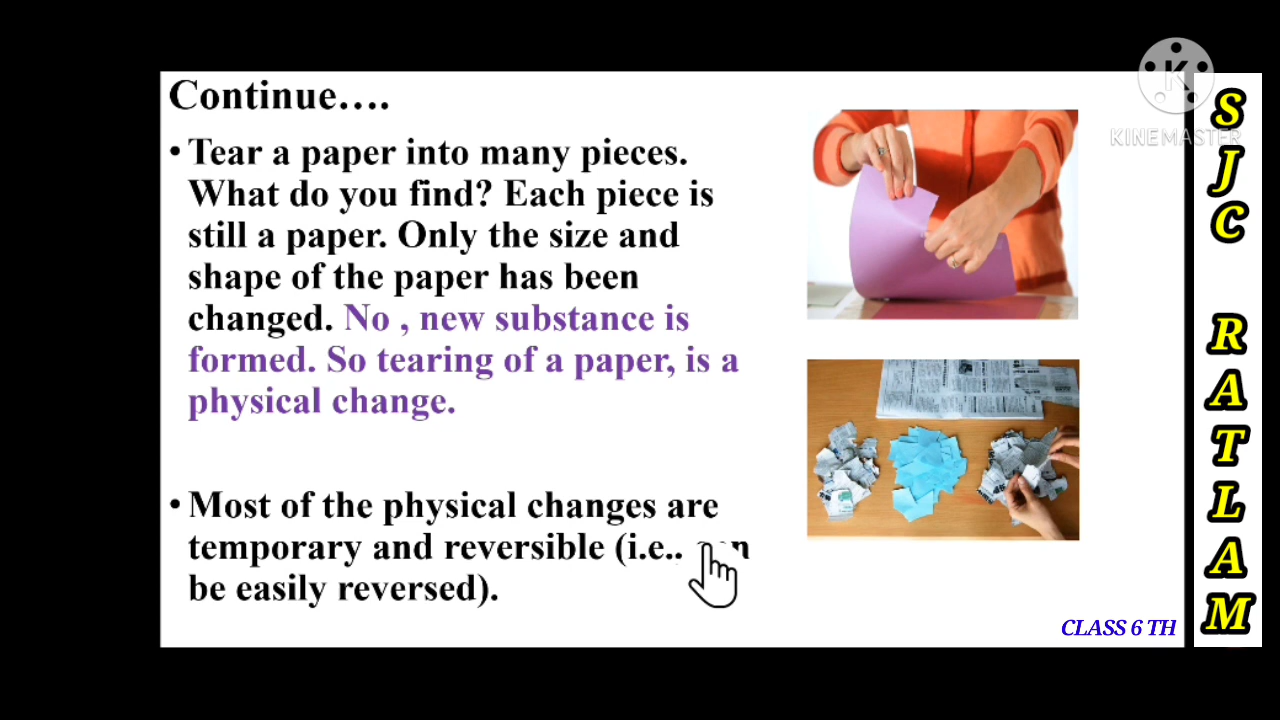 Continue….
• Tear a paper into many pieces.
What do you find? Each piece is
still a paper. Only the size and
shape of the paper has been
changed. No , new substance is
formed. So tearing of a paper, is a
physical change.
• Most of the physical changes are
temporary and reversible (i.e..
be easily reversed).
CLASS 6 TH
K
KINEMASTER
SJC
RATLAM